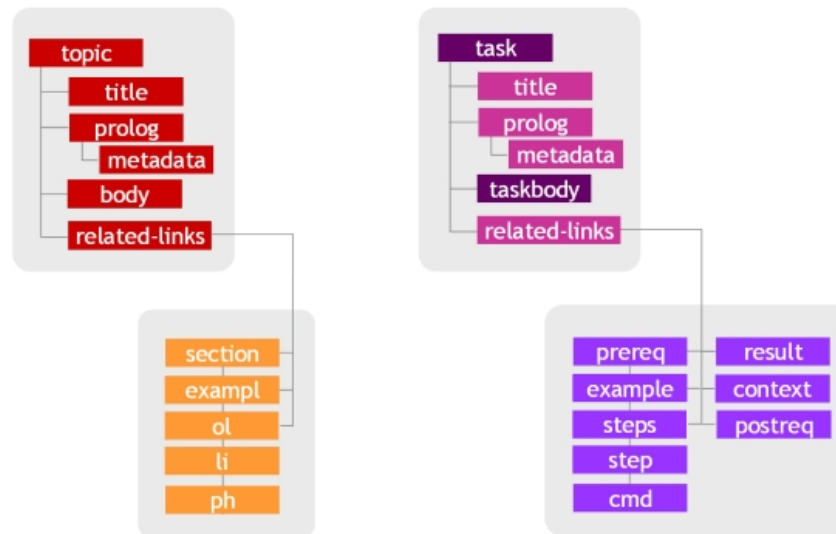 topic
title
prolog
metadata
body
related-links
section
exampl
ol
li
ph
task
title
prolog
metadata
taskbody
related-links
prereq
example
steps
step
cmd
result
context
postreq